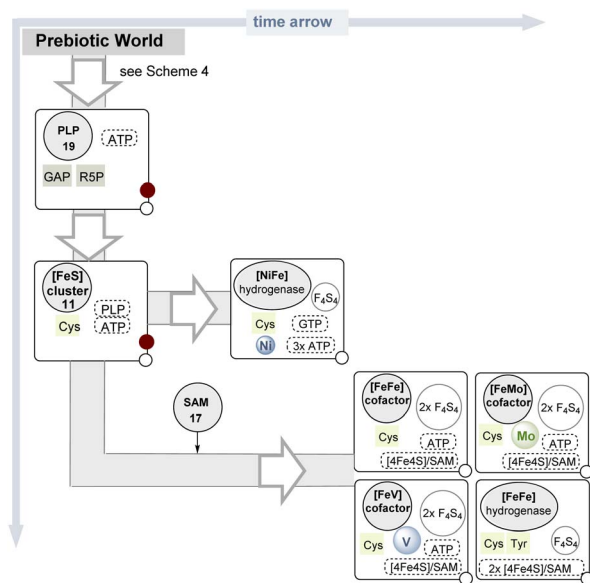 time arrow
Prebiotic World
see Scheme 4
PLP
19
ATP
GAP R5P
[FeS]
cluster
11
PLP
ATP
Cys
[NiFe]
hydrogenase
F₄S₄
Cys
GTP
Ni
3x ATP
SAM
17
[FeFe]
cofactor
2x F₄S₄
Cys
ATP
[4Fe4S]/SAM
[FeMo]
cofactor
2x F₄S₄
Cys
Mo
ATP
[4Fe4S]/SAM
[FeV]
cofactor
2x F₄S₄
Cys
V
ATP
[4Fe4S]/SAM
[FeFe]
hydrogenase
Cys Tyr
F₄S₄
2x [4Fe4S]/SAM